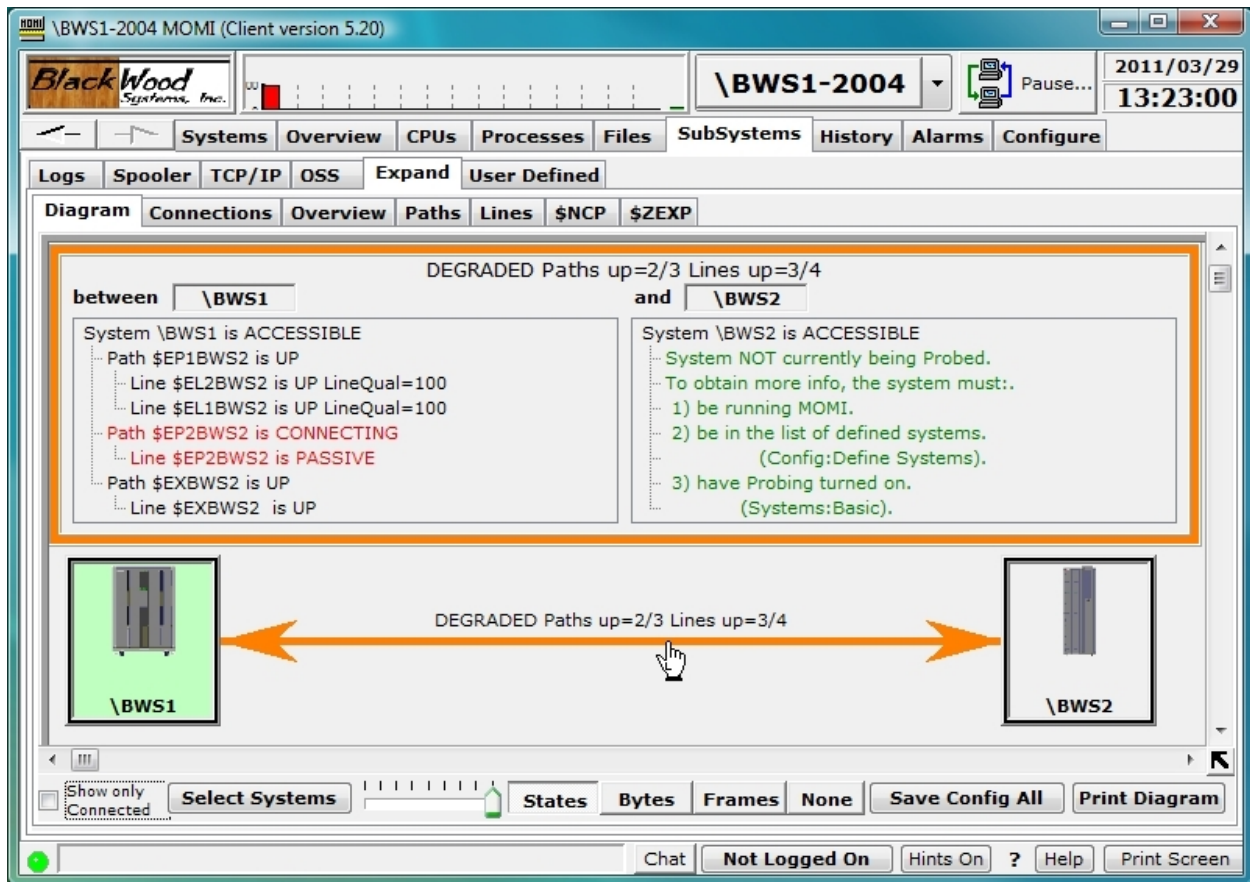 \BWS1-2004 MOMI (Client version 5.20)
BlackWood
Systems, Inc.
\BWS1-2004
Pause...
2011/03/29
13:23:00
Systems Overview CPUs Processes Files SubSystems History Alarms Configure
Logs Spooler TCP/IP OSS Expand User Defined
Diagram Connections Overview Paths Lines $NCP $ZEXP
DEGRADED Paths up=2/3 Lines up=3/4
between \BWS1 and \BWS2
System \BWS1 is ACCESSIBLE
Path $EP1BWS2 is UP
Line $EL2BWS2 is UP LineQual=100
Line $EL1BWS2 is UP LineQual=100
Path $EP2BWS2 is CONNECTING
Line $EP2BWS2 is PASSIVE
Path $EXBWS2 is UP
Line $EXBWS2 is UP
System \BWS2 is ACCESSIBLE
System NOT currently being Probed.
To obtain more info, the system must:.
1) be running MOMI.
2) be in the list of defined systems.
(Config:Define Systems).
3) have Probing turned on.
(Systems:Basic).
DEGRADED Paths up=2/3 Lines up=3/4
\BWS1
\BWS2
Show only
Connected
Select Systems States Bytes Frames None Save Config All Print Diagram
Chat Not Logged On Hints On ? Help Print Screen